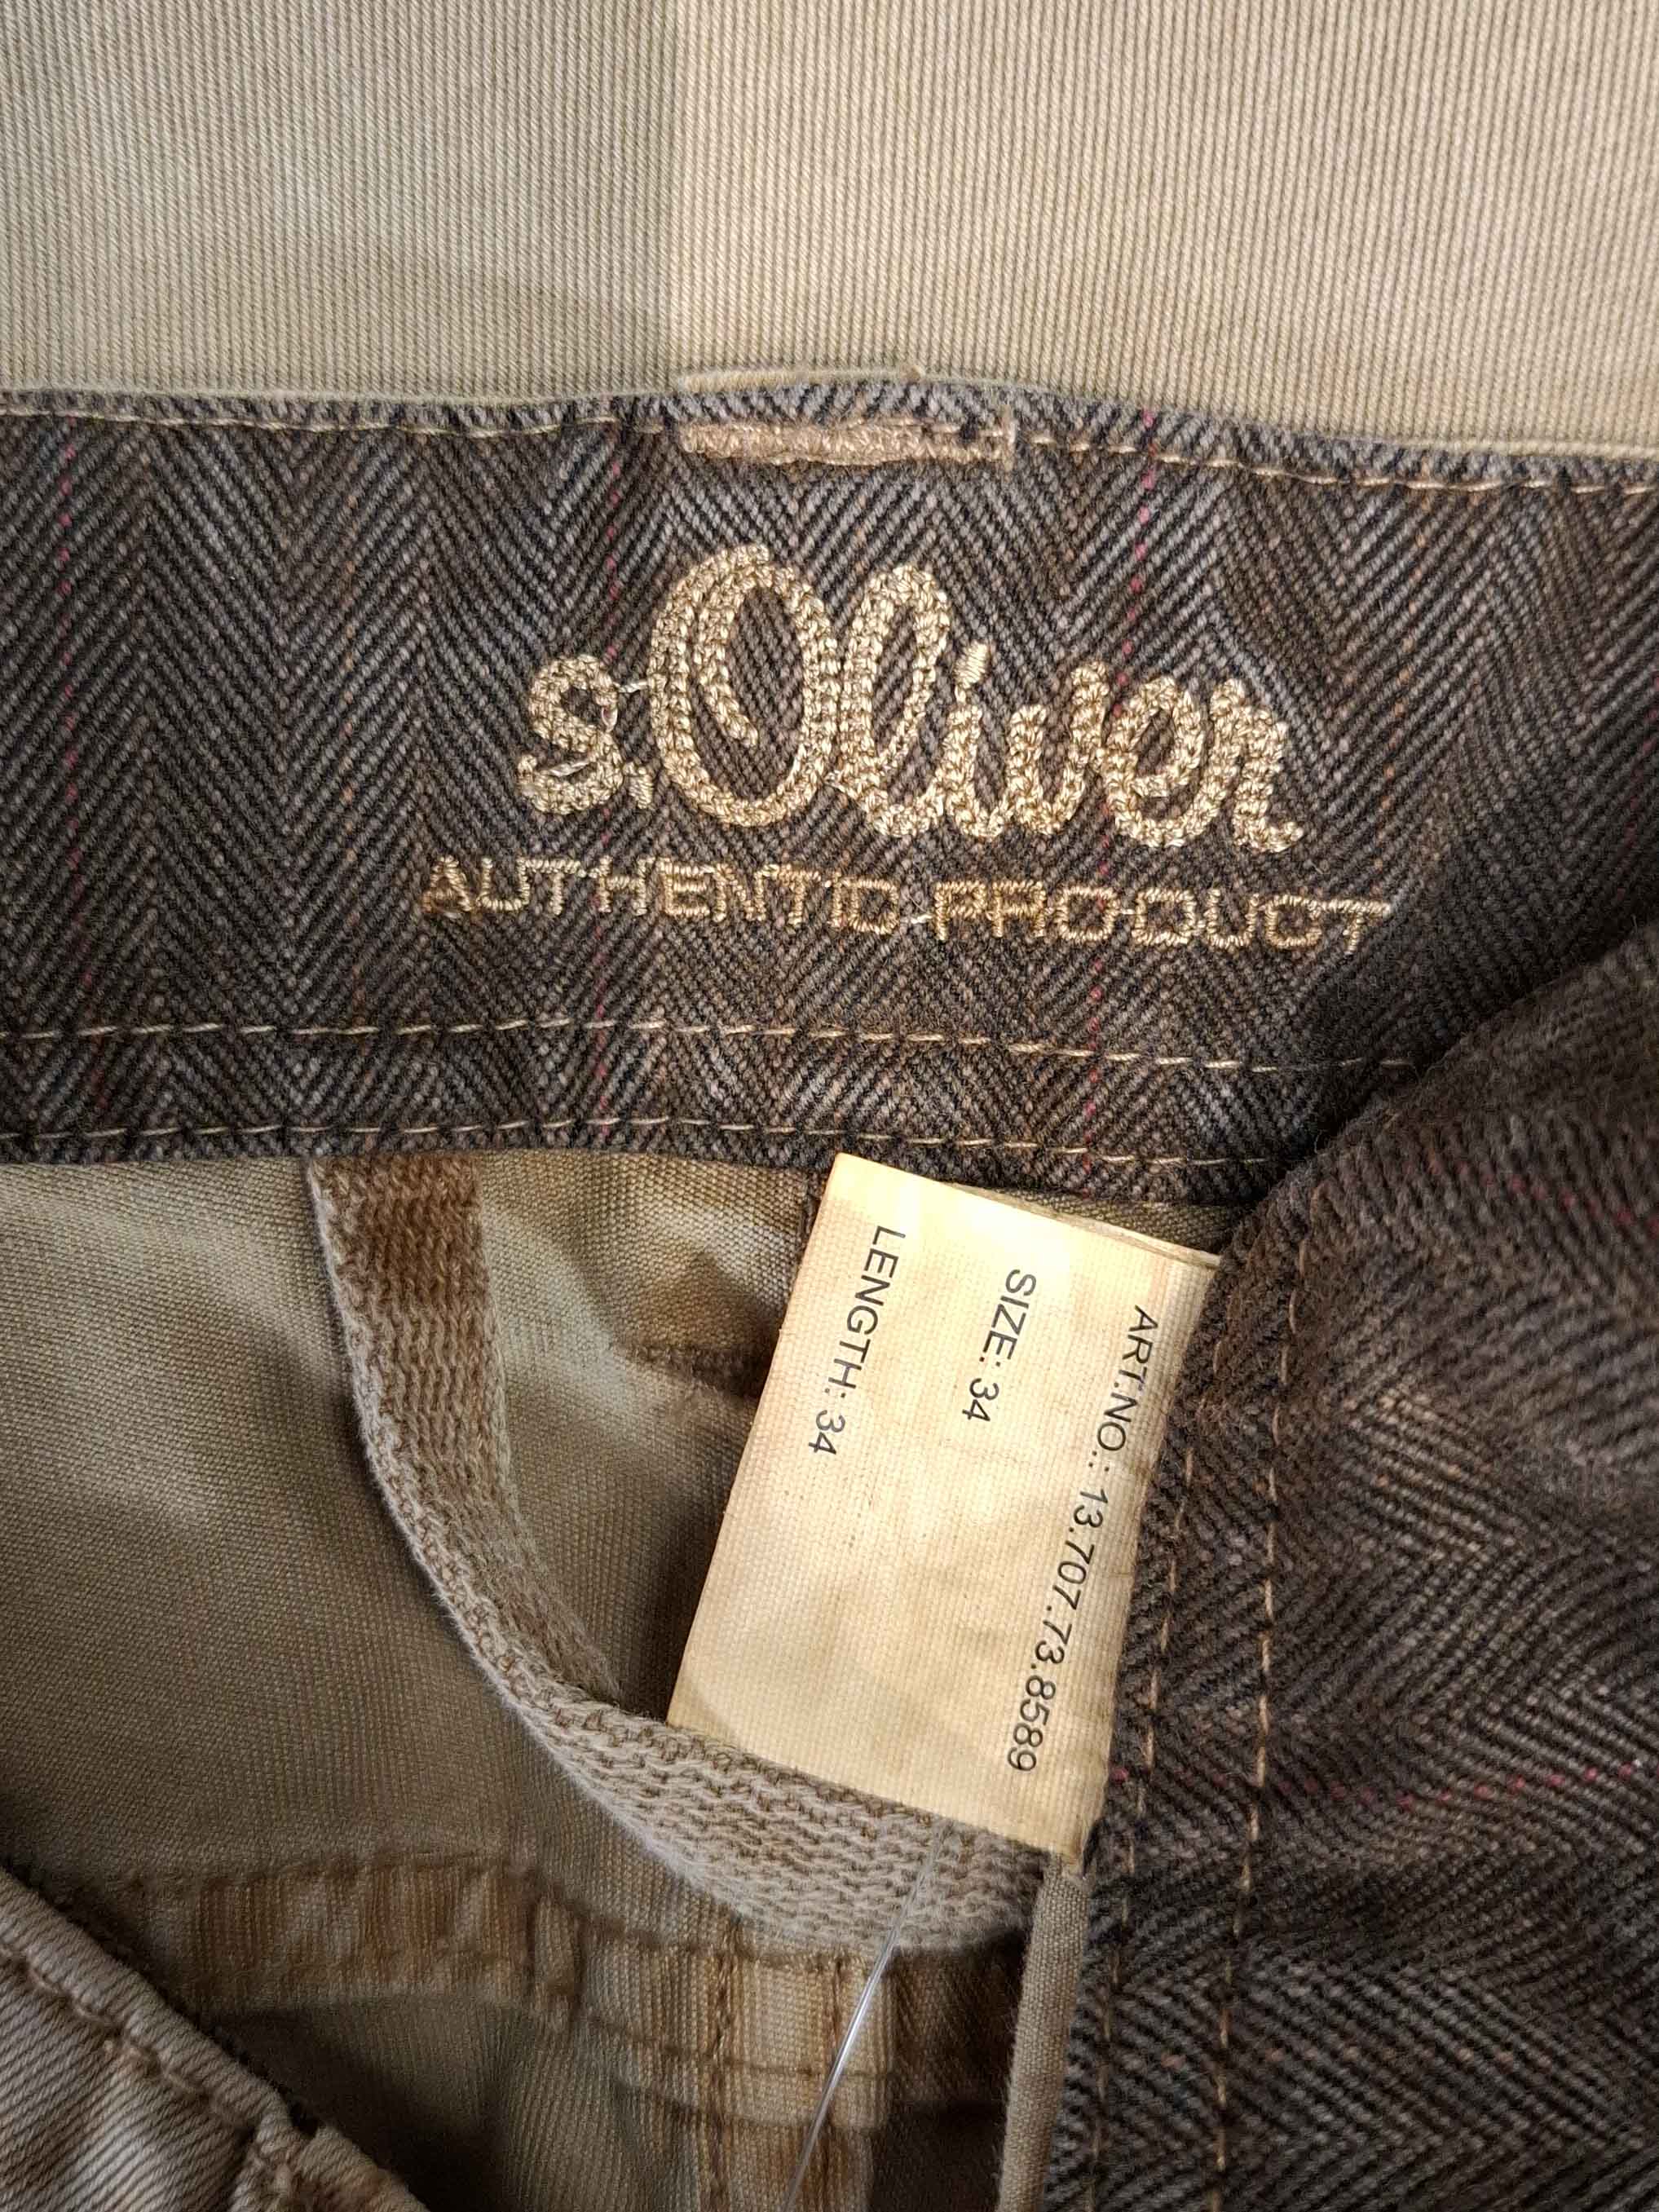 s.Oliver
AUTHENTIC PRODUCT
ART.NO.: 13.707.73.8589
SIZE: 34
LENGTH: 34